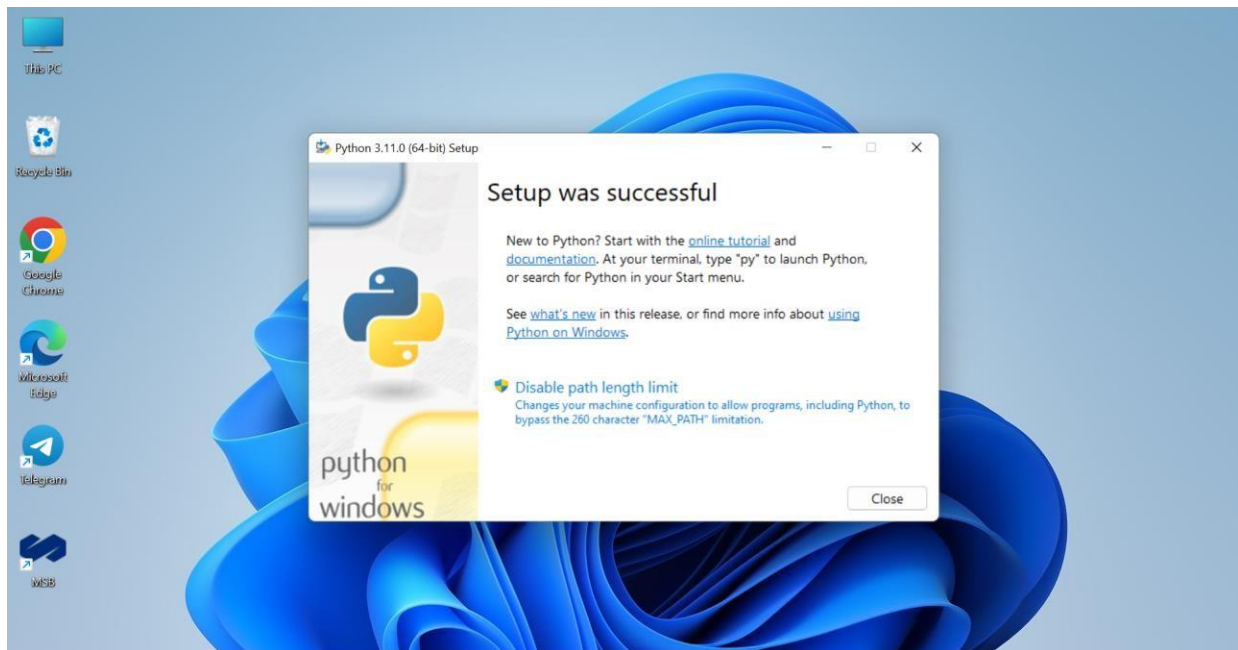 This PC
Recycle Bin
Google
Chrome
Microsoft
Edge
Telegram
MSB
Python 3.11.0 (64-bit) Setup
Setup was successful
New to Python? Start with the online tutorial and
documentation. At your terminal, type "py" to launch Python,
or search for Python in your Start menu.
See what's new in this release, or find more info about using
Python on Windows.
Disable path length limit
Changes your machine configuration to allow programs, including Python, to
bypass the 260 character "MAX_PATH" limitation.
python
for
windows
Close